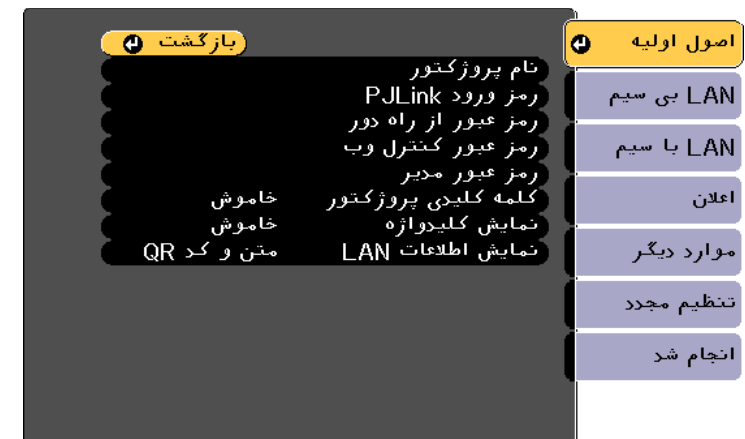 اصول اولیه
LAN بی سیم
LAN با سیم
اعلان
موارد دیگر
تنظیم مجدد
انجام شد
بازگشت
نام پروژکتور
رمز ورود PJLink
رمز عبور از راه دور
رمز عبور کنترل وب
رمز عبور مدیر
کلمه کلیدی پروژکتور خاموش
نمایش کلیدواژه خاموش
نمایش اطلاعات LAN متن و کد QR